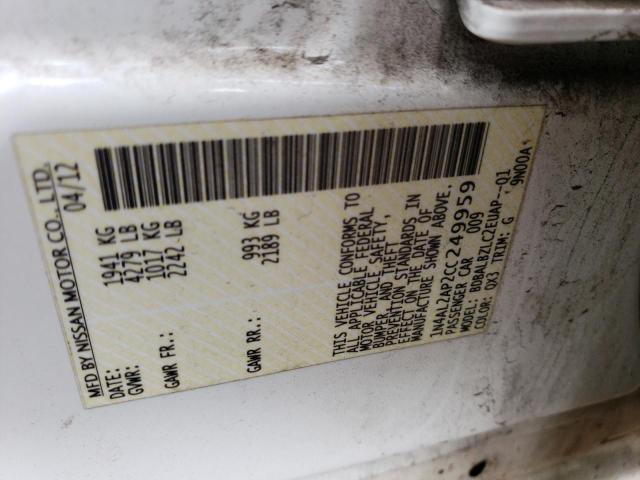 MFD BY NISSAN MOTOR CO., LTD.
DATE: 04/12
GVWR: 1941 KG
4279 LB
GAWR FR.: 1017 KG
2242 LB
GAWR RR.: 993 KG
2189 LB
THIS VEHICLE CONFORMS TO
ALL APPLICABLE FEDERAL
MOTOR VEHICLE SAFETY,
BUMPER, AND THEFT
PREVENTION STANDARDS IN
EFFECT ON THE DATE OF
MANUFACTURE SHOWN ABOVE.
1N4AL2AP2CC249959
PASSENGER CAR 009
MODEL: BDBALBZLC2EUAP--01
COLOR: QX3 TRIM: G 9N00A